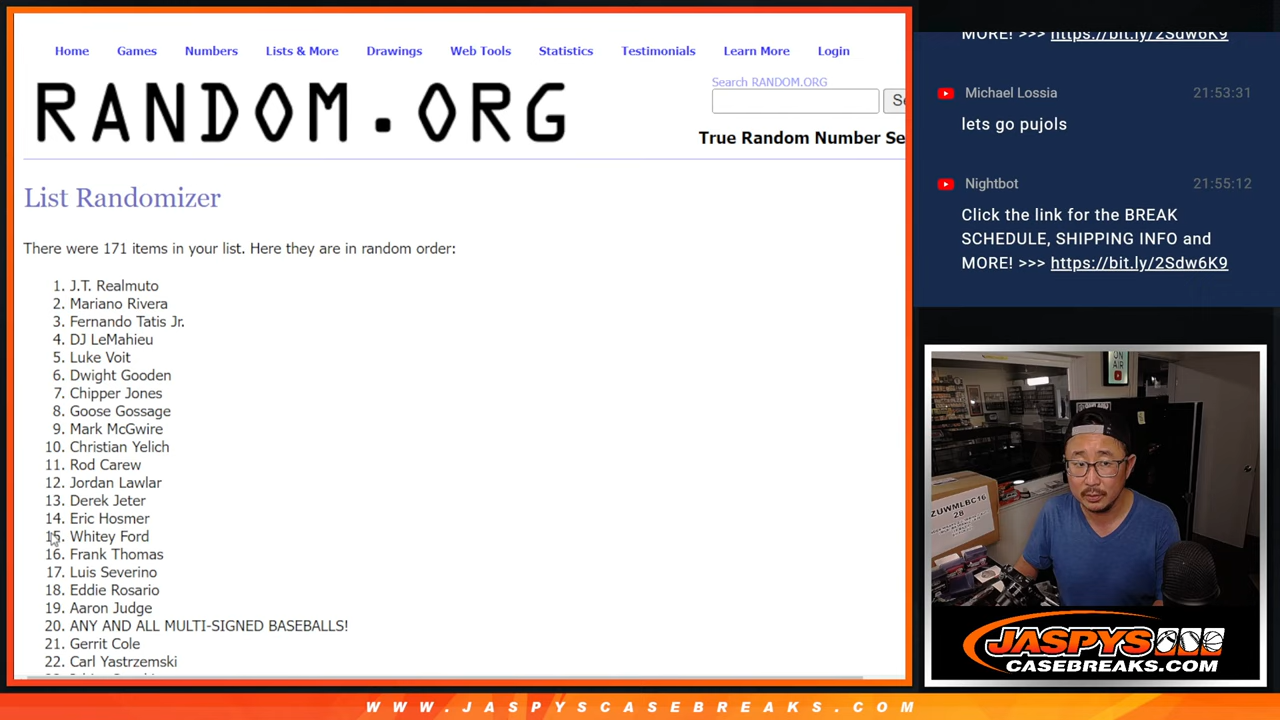 Home Games Numbers Lists & More Drawings Web Tools Statistics Testimonials Learn More Login
RANDOM.ORG
Search RANDOM.ORG
True Random Number Se
List Randomizer
There were 171 items in your list. Here they are in random order:
1. J.T. Realmuto
2. Mariano Rivera
3. Fernando Tatis Jr.
4. DJ LeMahieu
5. Luke Voit
6. Dwight Gooden
7. Chipper Jones
8. Goose Gossage
9. Mark McGwire
10. Christian Yelich
11. Rod Carew
12. Jordan Lawlar
13. Derek Jeter
14. Eric Hosmer
15. Whitey Ford
16. Frank Thomas
17. Luis Severino
18. Eddie Rosario
19. Aaron Judge
20. ANY AND ALL MULTI-SIGNED BASEBALLS!
21. Gerrit Cole
22. Carl Yastrzemski
MORE! >>> https://bit.ly/2Sdw6K9
Michael Lossia 21:53:31
lets go pujols
Nightbot 21:55:12
Click the link for the BREAK
SCHEDULE, SHIPPING INFO and
MORE! >>> https://bit.ly/2Sdw6K9
ON
AIR
ZUWMLBC16
28
JASPYS
CASEBREAKS.COM
WWW.JASPYSCASEBREAKS.COM